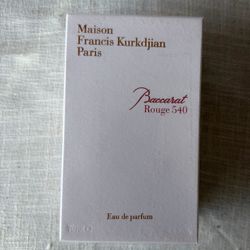 Maison
Francis Kurkdjian
Paris
Baccarat
Rouge 540
Eau de parfum